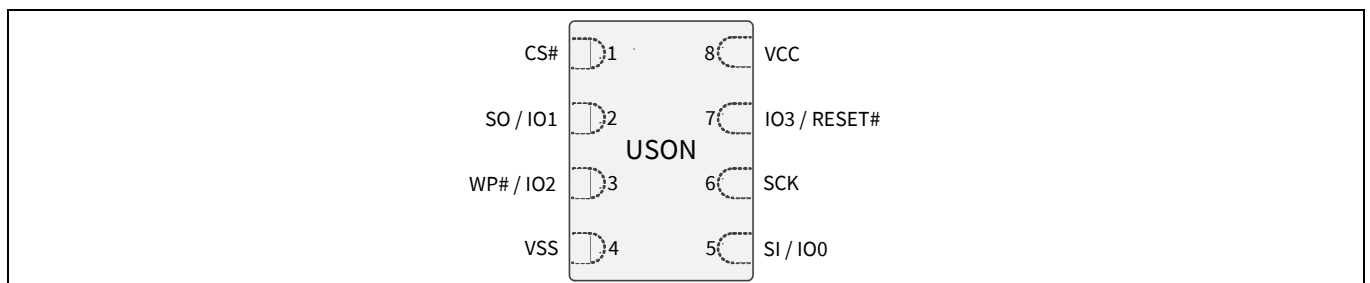 CS# 1 8 VCC
SO / IO1 2 7 IO3 / RESET#
USON
WP# / IO2 3 6 SCK
VSS 4 5 SI / IO0